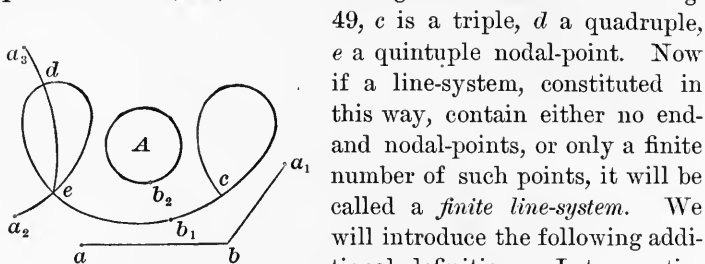 49, c is a triple, d a quadruple,
e a quintuple nodal-point. Now
if a line-system, constituted in
this way, contain either no end-
and nodal-points, or only a finite
number of such points, it will be
called a finite line-system. We
will introduce the following addi-
a₃
d
A
c
a₁
e
b₂
a₂
b₁
a
b